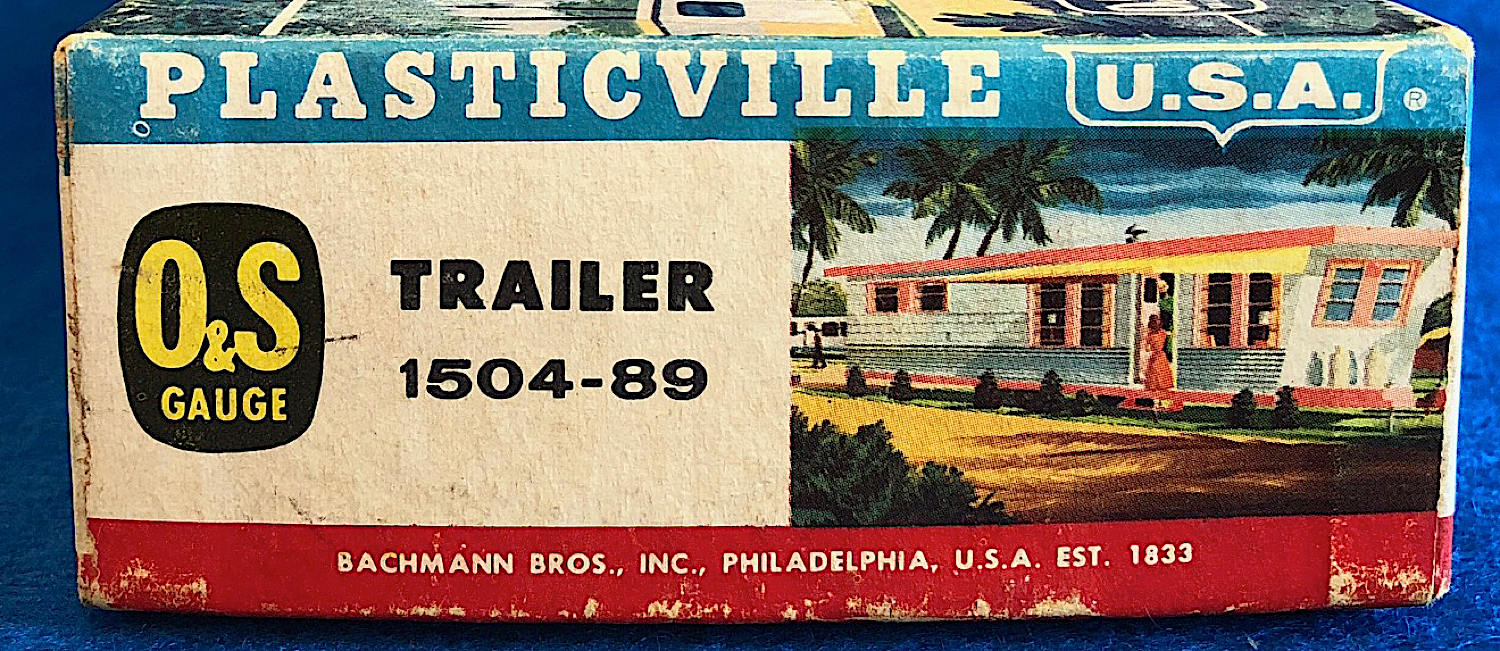 PLASTICVILLE U.S.A. ®
O&S
GAUGE
TRAILER
1504-89
BACHMANN BROS., INC., PHILADELPHIA, U.S.A. EST. 1833